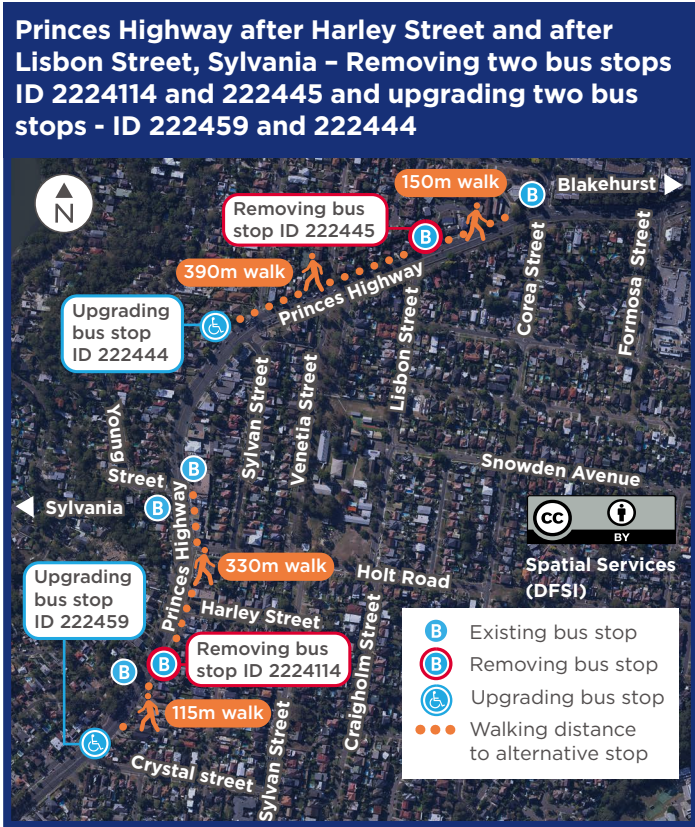 Princes Highway after Harley Street and after
Lisbon Street, Sylvania – Removing two bus stops
ID 2224114 and 222445 and upgrading two bus
stops - ID 222459 and 222444
N
150m walk
B
Blakehurst
Removing bus
stop ID 222445
B
390m walk
Princes Highway
Corea Street
Formosa Street
Upgrading
bus stop
ID 222444
Lisbon Street
Sylvan Street
Venetia Street
Young
Street
B
Snowden Avenue
Sylvania
B
Princes Highway
CC
BY
Spatial Services
(DFSI)
330m walk
Holt Road
Upgrading
bus stop
ID 222459
Harley Street
Craigholm Street
Removing bus
stop ID 2224114
B
B
115m walk
Sylvan Street
Crystal street
B Existing bus stop
B Removing bus stop
Upgrading bus stop
Walking distance
to alternative stop